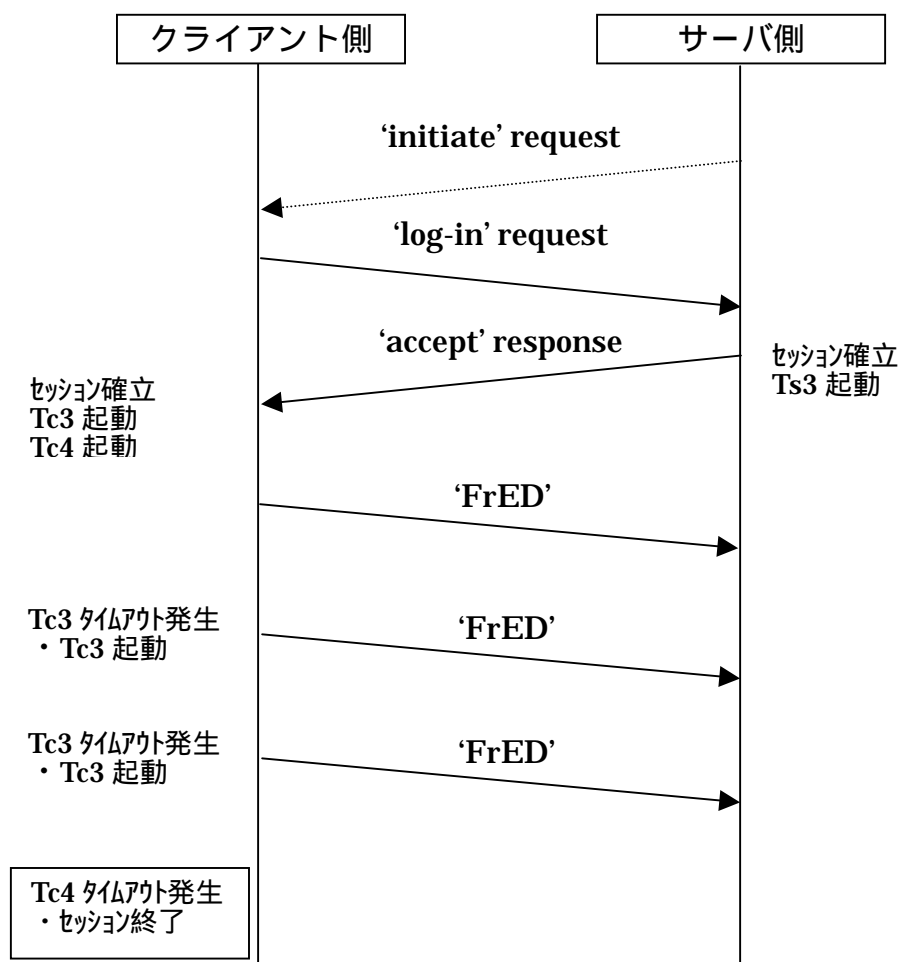 クライアント側
サーバ側
‘initiate’ request
‘log-in’ request
‘accept’ response
ｾｯｼｮﾝ確立
Ts3 起動
ｾｯｼｮﾝ確立
Tc3 起動
Tc4 起動
‘FrED’
Tc3 ﾀｲﾑｱｳﾄ発生
・Tc3 起動
‘FrED’
Tc3 ﾀｲﾑｱｳﾄ発生
・Tc3 起動
‘FrED’
Tc4 ﾀｲﾑｱｳﾄ発生
・ｾｯｼｮﾝ終了